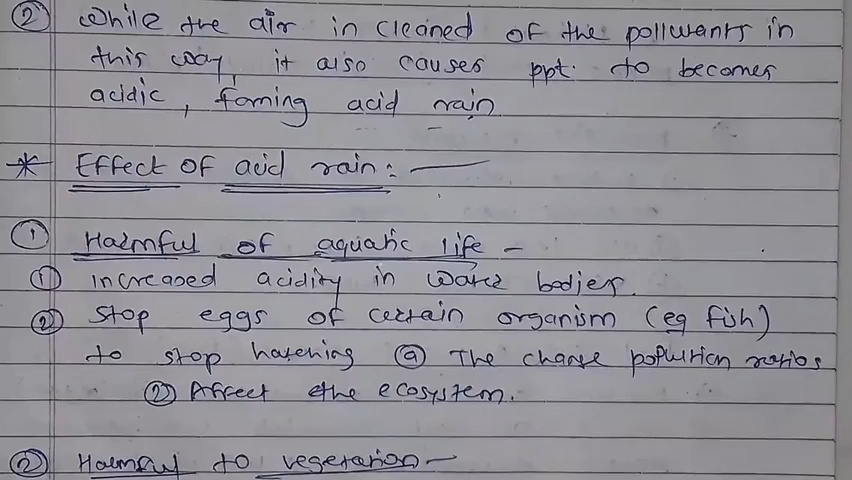 ② While the air in cleaned of the pollutants in
this way, it also causes ppt. to becomes
acidic, foming acid rain
* Effect of acid rain: —
① Harmful of aquatic life -
① increased acidity in water bodies.
② Stop eggs of certain organism (eg fish)
to stop hatching ⓐ The change popultion ratios
② Affect the ecosystem.
② Haemful to vegetation -